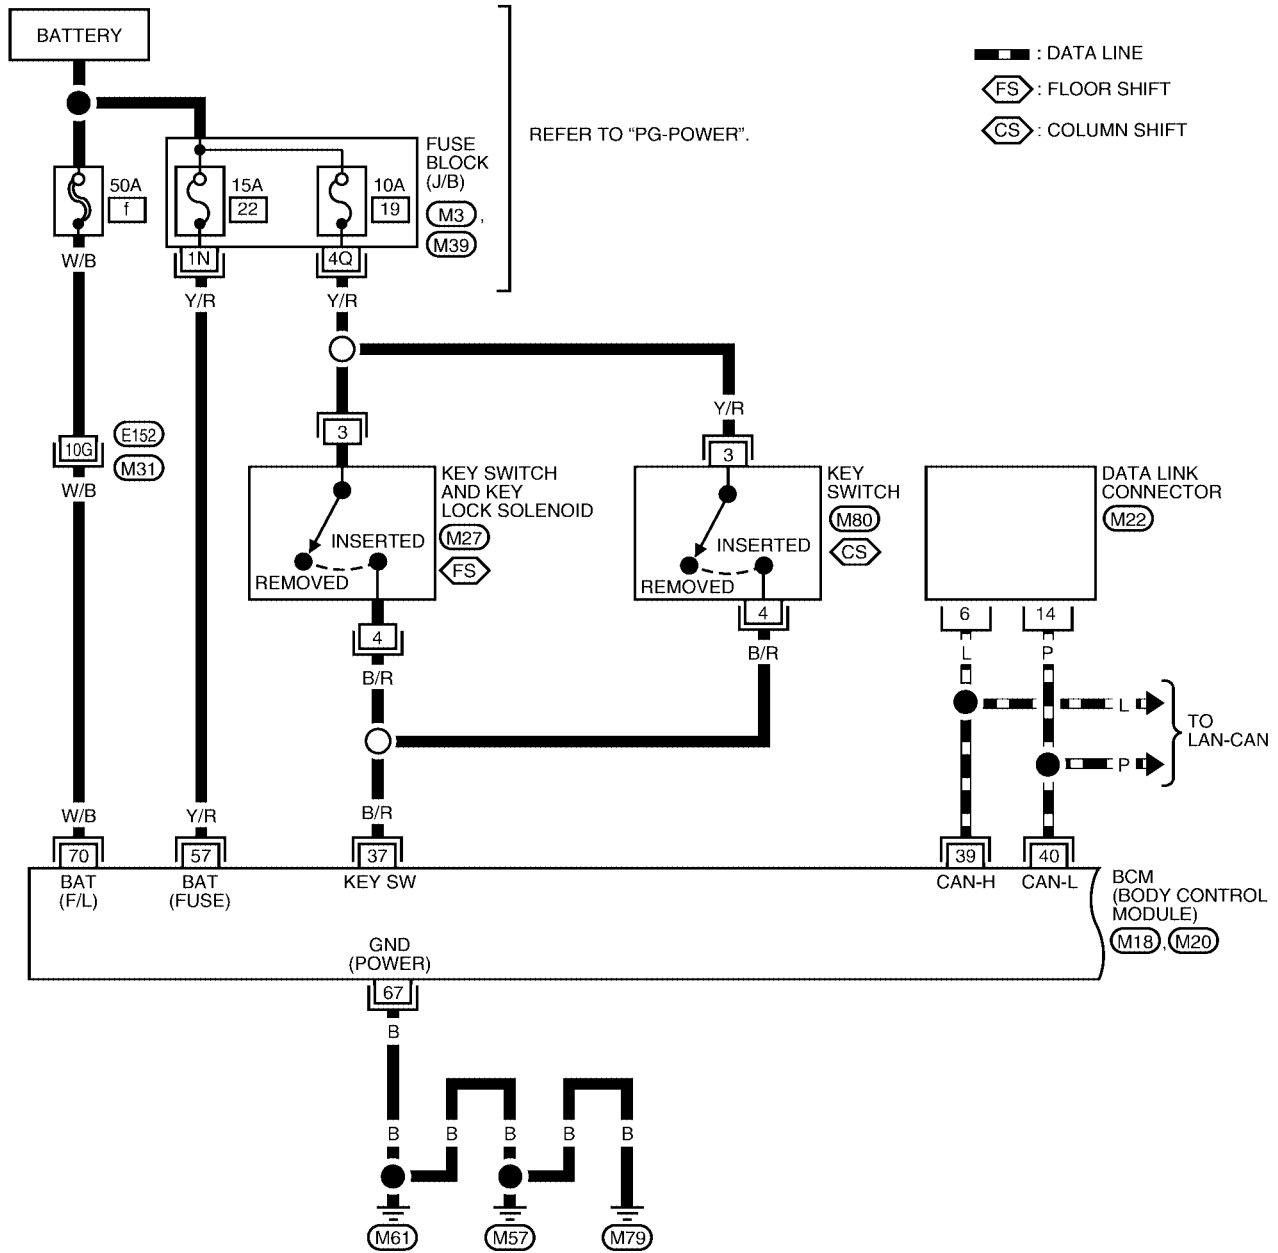 BATTERY
: DATA LINE
FS : FLOOR SHIFT
CS : COLUMN SHIFT
REFER TO “PG-POWER”.
FUSE
BLOCK
(J/B)
M3 ,
M39
50A
f
15A
22
10A
19
W/B
1N
4Q
Y/R
Y/R
Y/R
10G
E152
M31
W/B
3
3
KEY SWITCH
AND KEY
LOCK SOLENOID
M27
FS
INSERTED
REMOVED
KEY
SWITCH
M80
CS
INSERTED
REMOVED
DATA LINK
CONNECTOR
M22
4
4
6
14
B/R
B/R
L
P
L
P
TO
LAN-CAN
W/B
Y/R
B/R
70
57
37
39
40
BAT
(F/L)
BAT
(FUSE)
KEY SW
CAN-H
CAN-L
BCM
(BODY CONTROL
MODULE)
M18 , M20
GND
(POWER)
67
B
B
B
B
B
B
M61
M57
M79